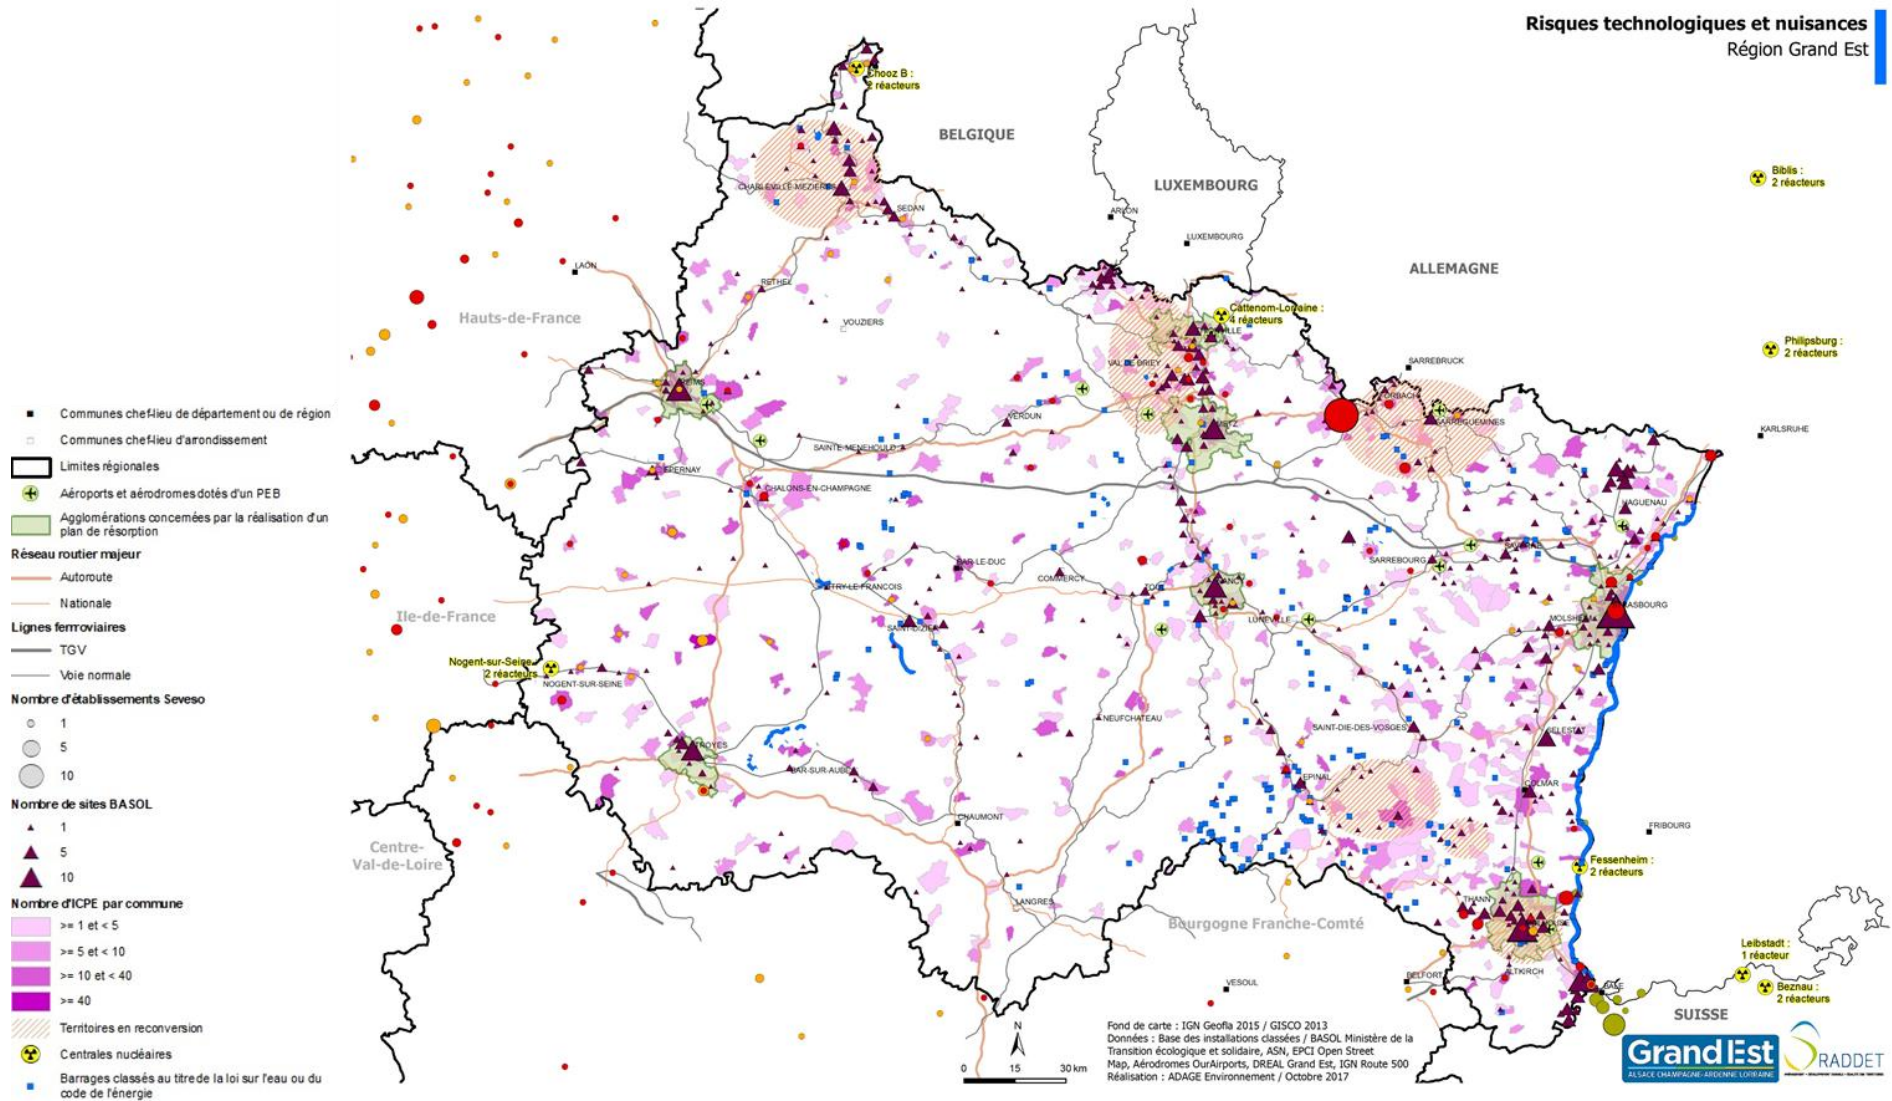 Risques technologiques et nuisances
Région Grand Est
Communes chef-lieu de département ou de région
Communes chef-lieu d'arrondissement
Limites régionales
Aéroports et aérodromes dotés d'un PEB
Agglomérations concernées par la réalisation d'un
plan de résorption
Réseau routier majeur
Autoroute
Nationale
Lignes ferrroviaires
TGV
Voie normale
Nombre d'établissements Seveso
1
5
10
Nombre de sites BASOL
1
5
10
Nombre d'ICPE par commune
>= 1 et < 5
>= 5 et < 10
>= 10 et < 40
>= 40
Territoires en reconversion
Centrales nucléaires
Barrages classés au titre de la loi sur l'eau ou du
code de l'énergie
Chooz B :
2 réacteurs
BELGIQUE
LUXEMBOURG
Biblis :
2 réacteurs
CHARLEVILLE-MEZIERES
SEDAN
ARLON
LUXEMBOURG
LAON
ALLEMAGNE
RETHEL
Hauts-de-France
VOUZIERS
Cattenom-Lorraine :
4 réacteurs
Philipsburg :
2 réacteurs
VAL DE BRIEY
SARREBRUCK
REIMS
VERDUN
METZ
SARREGUEMINES
KARLSRUHE
SAINTE-MENEHOULD
EPERNAY
CHALONS-EN-CHAMPAGNE
HAGUENAU
SAVERNE
BAR-LE-DUC
SARREBOURG
COMMERCY
TOUL
NANCY
VITRY-LE-FRANCOIS
Ile-de-France
SAINT-DIZIER
LUNEVILLE
MOLSHEIM
STRASBOURG
Nogent-sur-Seine
2 réacteurs
NOGENT-SUR-SEINE
NEUFCHATEAU
SAINT-DIE-DES-VOSGES
SELESTAT
TROYES
BAR-SUR-AUBE
EPINAL
COLMAR
CHAUMONT
FRIBOURG
Centre-
Val-de-Loire
Fessenheim :
2 réacteurs
LANGRES
THANN
Bourgogne Franche-Comté
Leibstadt :
1 réacteur
BELFORT
ALTKIRCH
VESOUL
BALE
Beznau :
2 réacteurs
SUISSE
N
0 15 30 km
Fond de carte : IGN Geofla 2015 / GISCO 2013
Données : Base des installations classées / BASOL Ministère de la
Transition écologique et solidaire, ASN, EPCI Open Street
Map, Aérodromes OurAirports, DREAL Grand Est, IGN Route 500
Réalisation : ADAGE Environnement / Octobre 2017
Grand Est
ALSACE CHAMPAGNE-ARDENNE LORRAINE
SRADDET